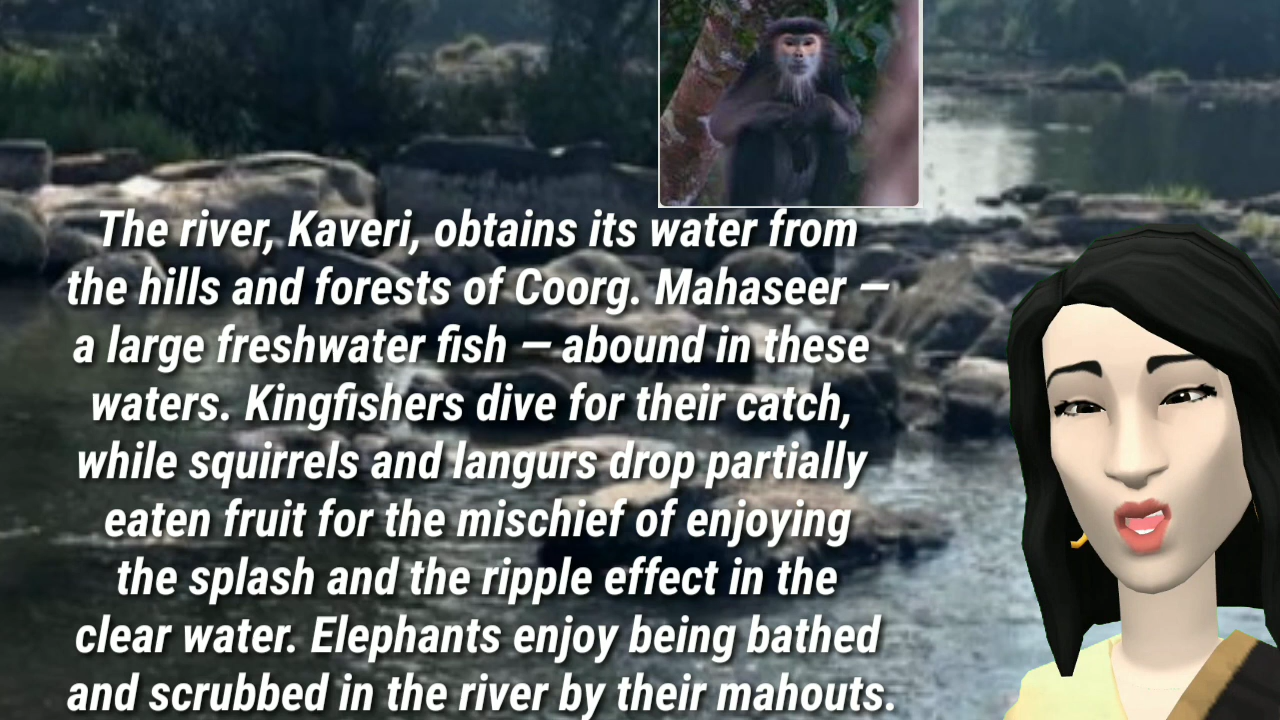 The river, Kaveri, obtains its water from
the hills and forests of Coorg. Mahaseer —
a large freshwater fish — abound in these
waters. Kingfishers dive for their catch,
while squirrels and langurs drop partially
eaten fruit for the mischief of enjoying
the splash and the ripple effect in the
clear water. Elephants enjoy being bathed
and scrubbed in the river by their mahouts.